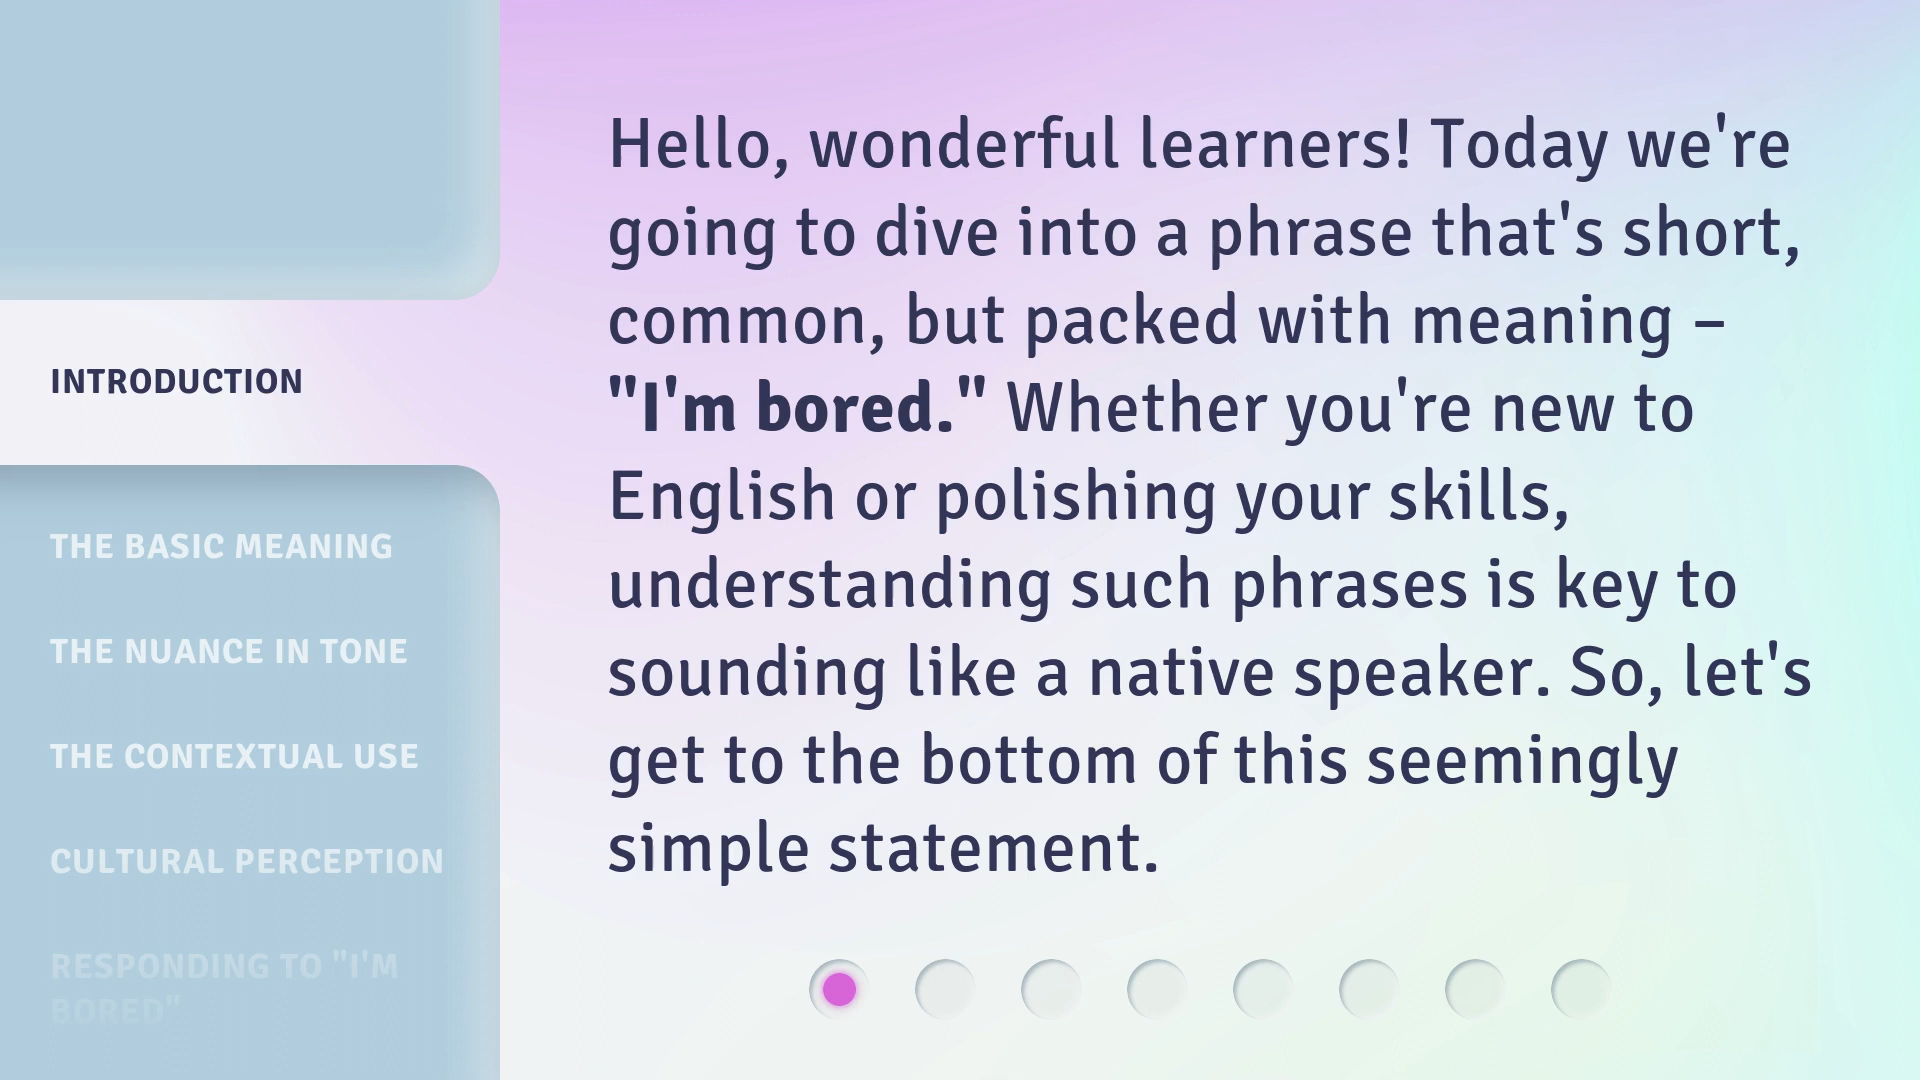 INTRODUCTION
THE BASIC MEANING
THE NUANCE IN TONE
THE CONTEXTUAL USE
CULTURAL PERCEPTION
RESPONDING TO "I'M
BORED"
Hello, wonderful learners! Today we're
going to dive into a phrase that's short,
common, but packed with meaning –
"I'm bored." Whether you're new to
English or polishing your skills,
understanding such phrases is key to
sounding like a native speaker. So, let's
get to the bottom of this seemingly
simple statement.